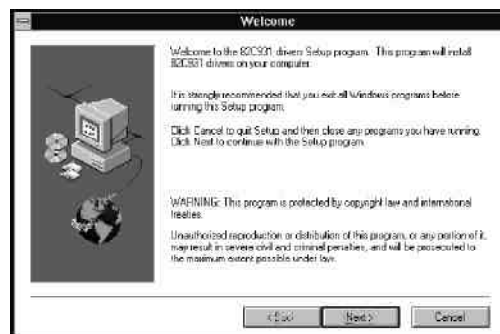 Welcome
Welcome to the 82C931 drivers Setup program. This program will install
82C931 drivers on your computer.
It is strongly recommended that you exit all Windows programs before
running this Setup program.
Click Cancel to quit Setup and then close any programs you have running.
Click Next to continue with the Setup program.
WARNING: This program is protected by copyright law and international
treaties.
Unauthorized reproduction or distribution of this program, or any portion of it,
may result in severe civil and criminal penalties, and will be prosecuted to
the maximum extent possible under law.
< Back
Next >
Cancel